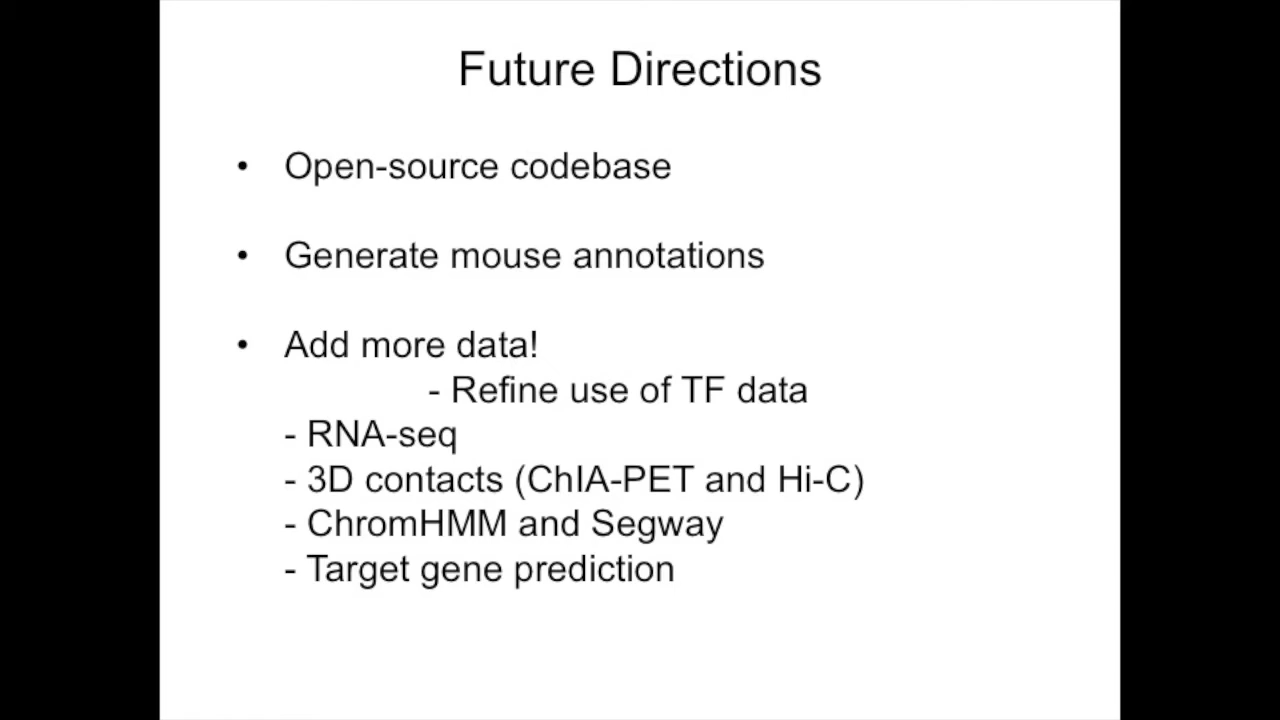 Future Directions
• Open-source codebase
• Generate mouse annotations
• Add more data!
- Refine use of TF data
- RNA-seq
- 3D contacts (ChIA-PET and Hi-C)
- ChromHMM and Segway
- Target gene prediction